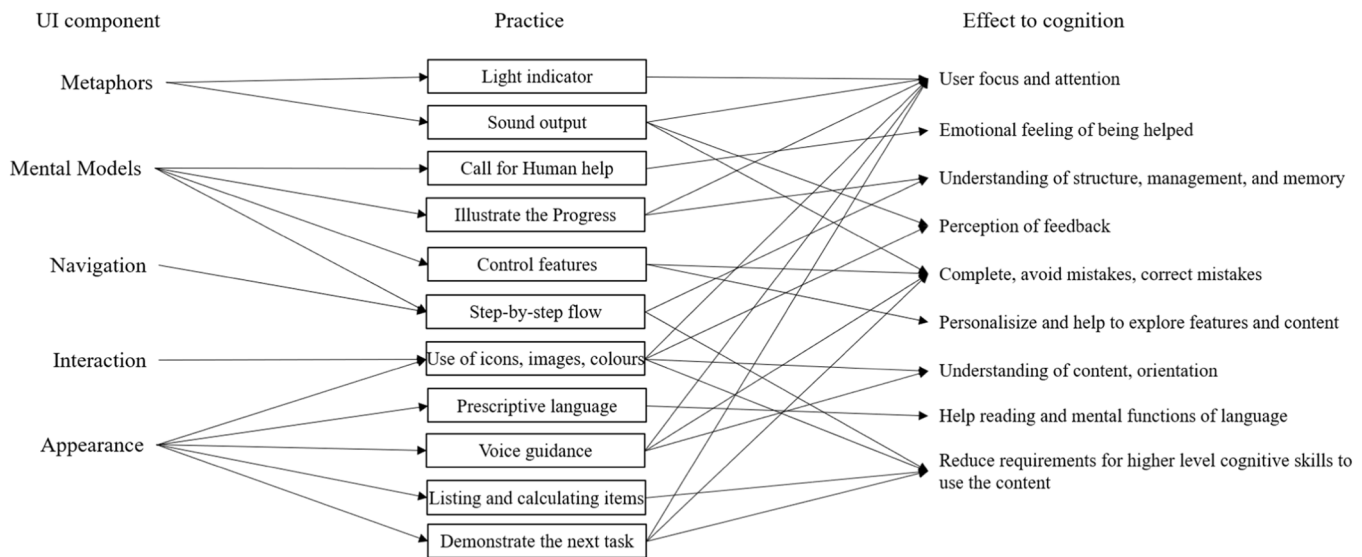 UI component
Practice
Effect to cognition
Metaphors
Mental Models
Navigation
Interaction
Appearance
Light indicator
Sound output
Call for Human help
Illustrate the Progress
Control features
Step-by-step flow
Use of icons, images, colours
Prescriptive language
Voice guidance
Listing and calculating items
Demonstrate the next task
User focus and attention
Emotional feeling of being helped
Understanding of structure, management, and memory
Perception of feedback
Complete, avoid mistakes, correct mistakes
Personalisize and help to explore features and content
Understanding of content, orientation
Help reading and mental functions of language
Reduce requirements for higher level cognitive skills to
use the content